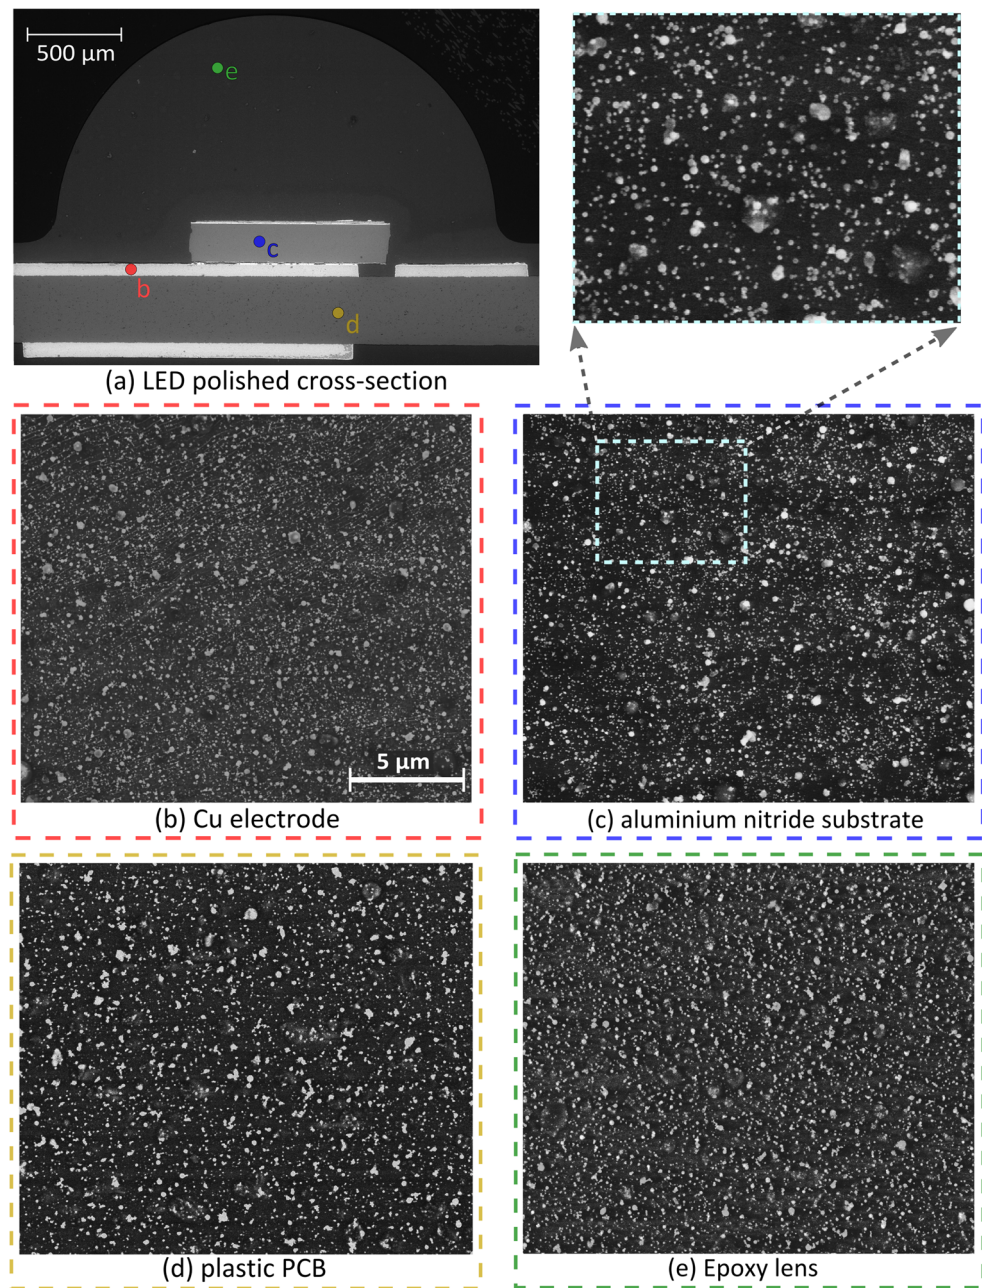 500 µm
e
c
b
d
(a) LED polished cross-section
5 µm
(b) Cu electrode
(c) aluminium nitride substrate
(d) plastic PCB
(e) Epoxy lens